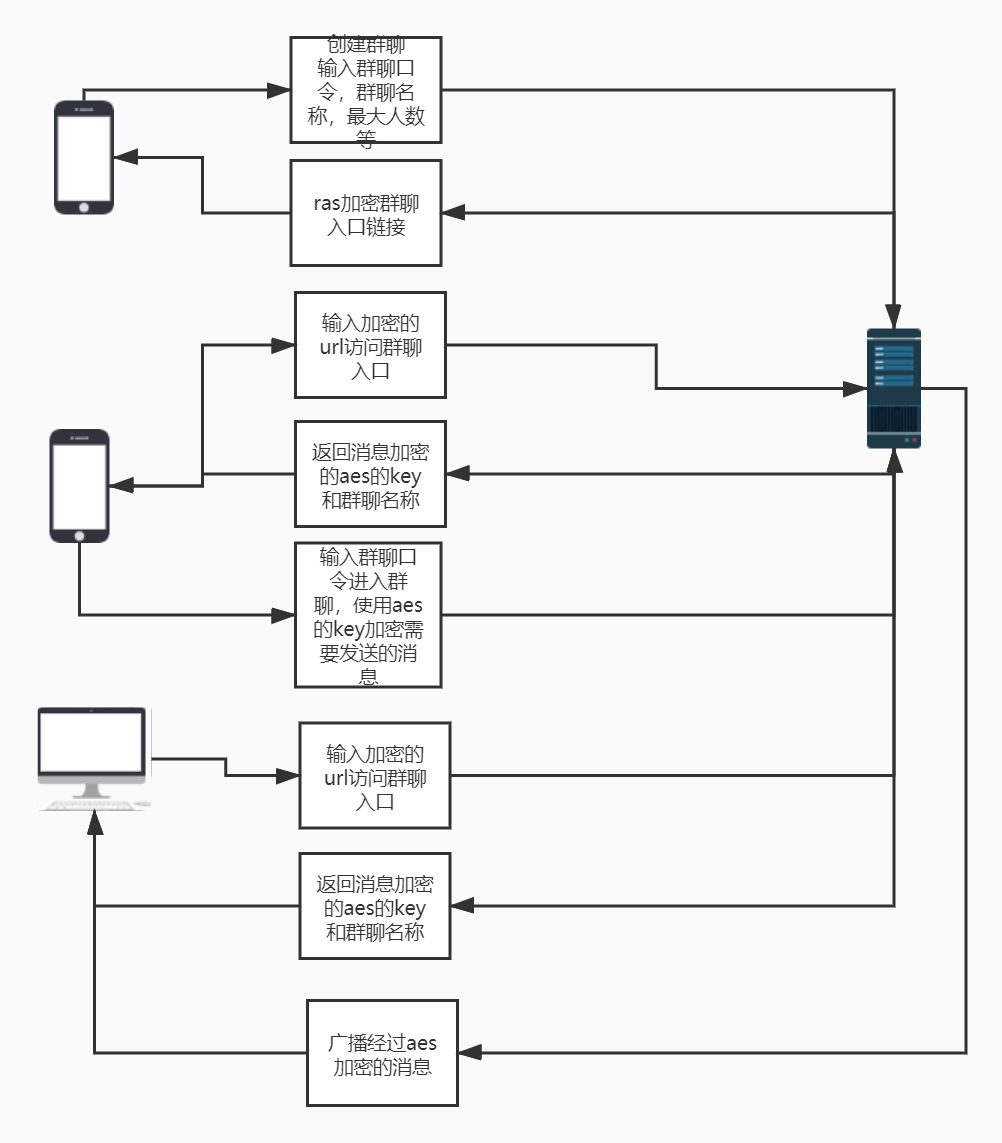 创建群聊
输入群聊口
令，群聊名
称，最大人数
等
ras加密群聊
入口链接
输入加密的
url访问群聊
入口
返回消息加密
的aes的key
和群聊名称
输入群聊口
令进入群
聊，使用aes
的key加密需
要发送的消
息
输入加密的
url访问群聊
入口
返回消息加密
的aes的key
和群聊名称
广播经过aes
加密的消息